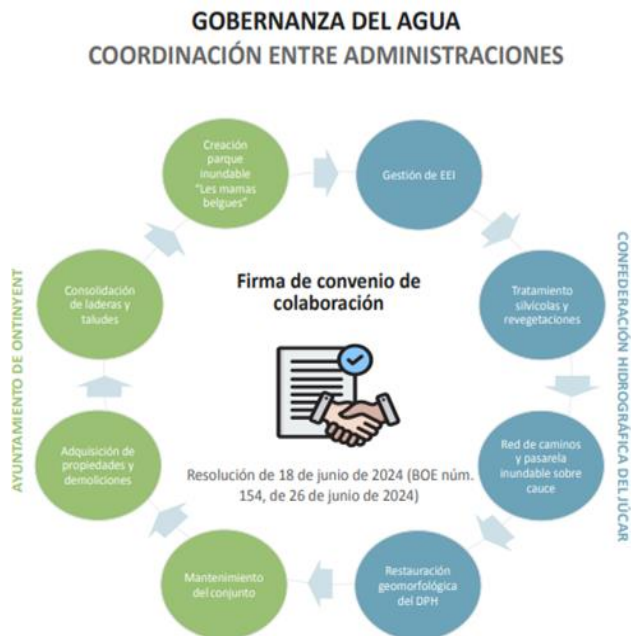 GOBERNANZA DEL AGUA
COORDINACIÓN ENTRE ADMINISTRACIONES
Creación
parque
inundable
"Les mamas
belgues"
Gestión de EEI
Tratamiento
silvícolas y
revegetaciones
Red de caminos
y pasarela
inundable sobre
cauce
Restauración
geomorfológica
del DPH
Mantenimiento
del conjunto
Adquisición de
propiedades y
demoliciones
Consolidación
de laderas y
taludes
Firma de convenio de
colaboración
Resolución de 18 de junio de 2024 (BOE núm.
154, de 26 de junio de 2024)
AYUNTAMIENTO DE ONTINYENT
CONFEDERACIÓN HIDROGRÁFICA DEL JÚCAR